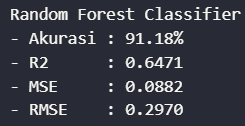 Random Forest Classifier
- Akurasi : 91.18%
- R2 : 0.6471
- MSE : 0.0882
- RMSE : 0.2970